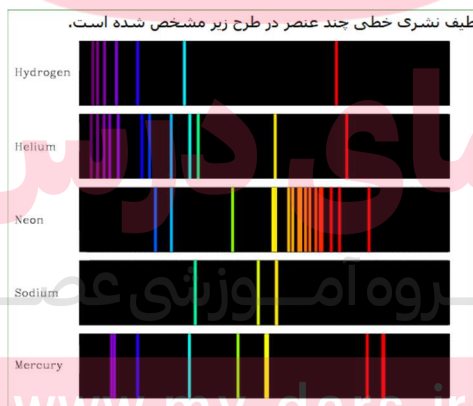 طیف نشری خطی چند عنصر در طرح زیر مشخص شده است.
Hydrogen
Helium
Neon
Sodium
Mercury